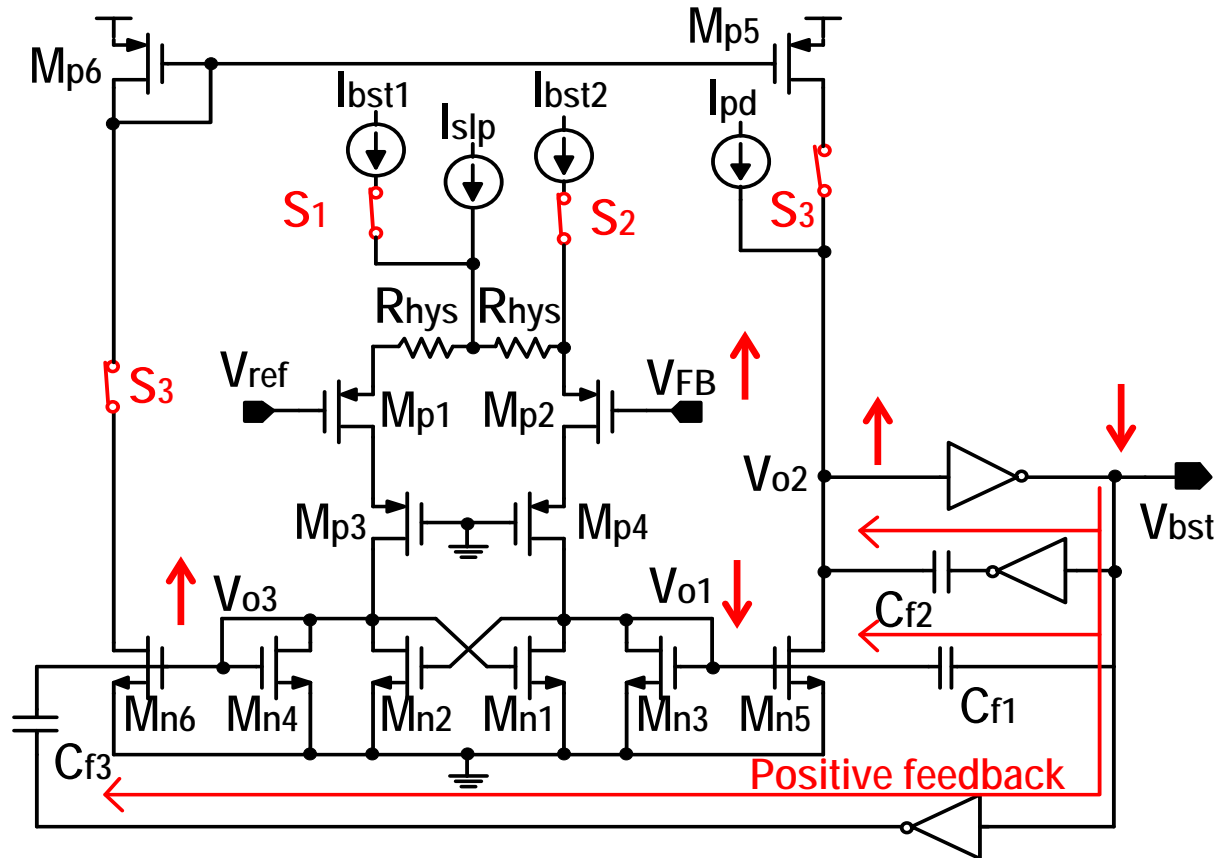 Mp6
Mp5
Ibst1
Ibst2
Islp
Ipd
S1
S2
S3
Rhys
Rhys
S3
Vref
VFB
Mp1
Mp2
Vo2
Vbst
Mp3
Mp4
Vo3
Vo1
Cf2
Mn6
Mn4
Mn2
Mn1
Mn3
Mn5
Cf1
Cf3
Positive feedback